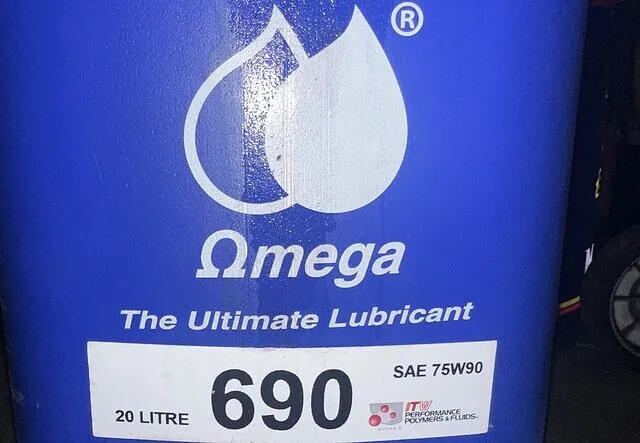 ®
Ωmega
The Ultimate Lubricant
SAE 75W90
20 LITRE
690
ITW
PERFORMANCE
POLYMERS & FLUIDS